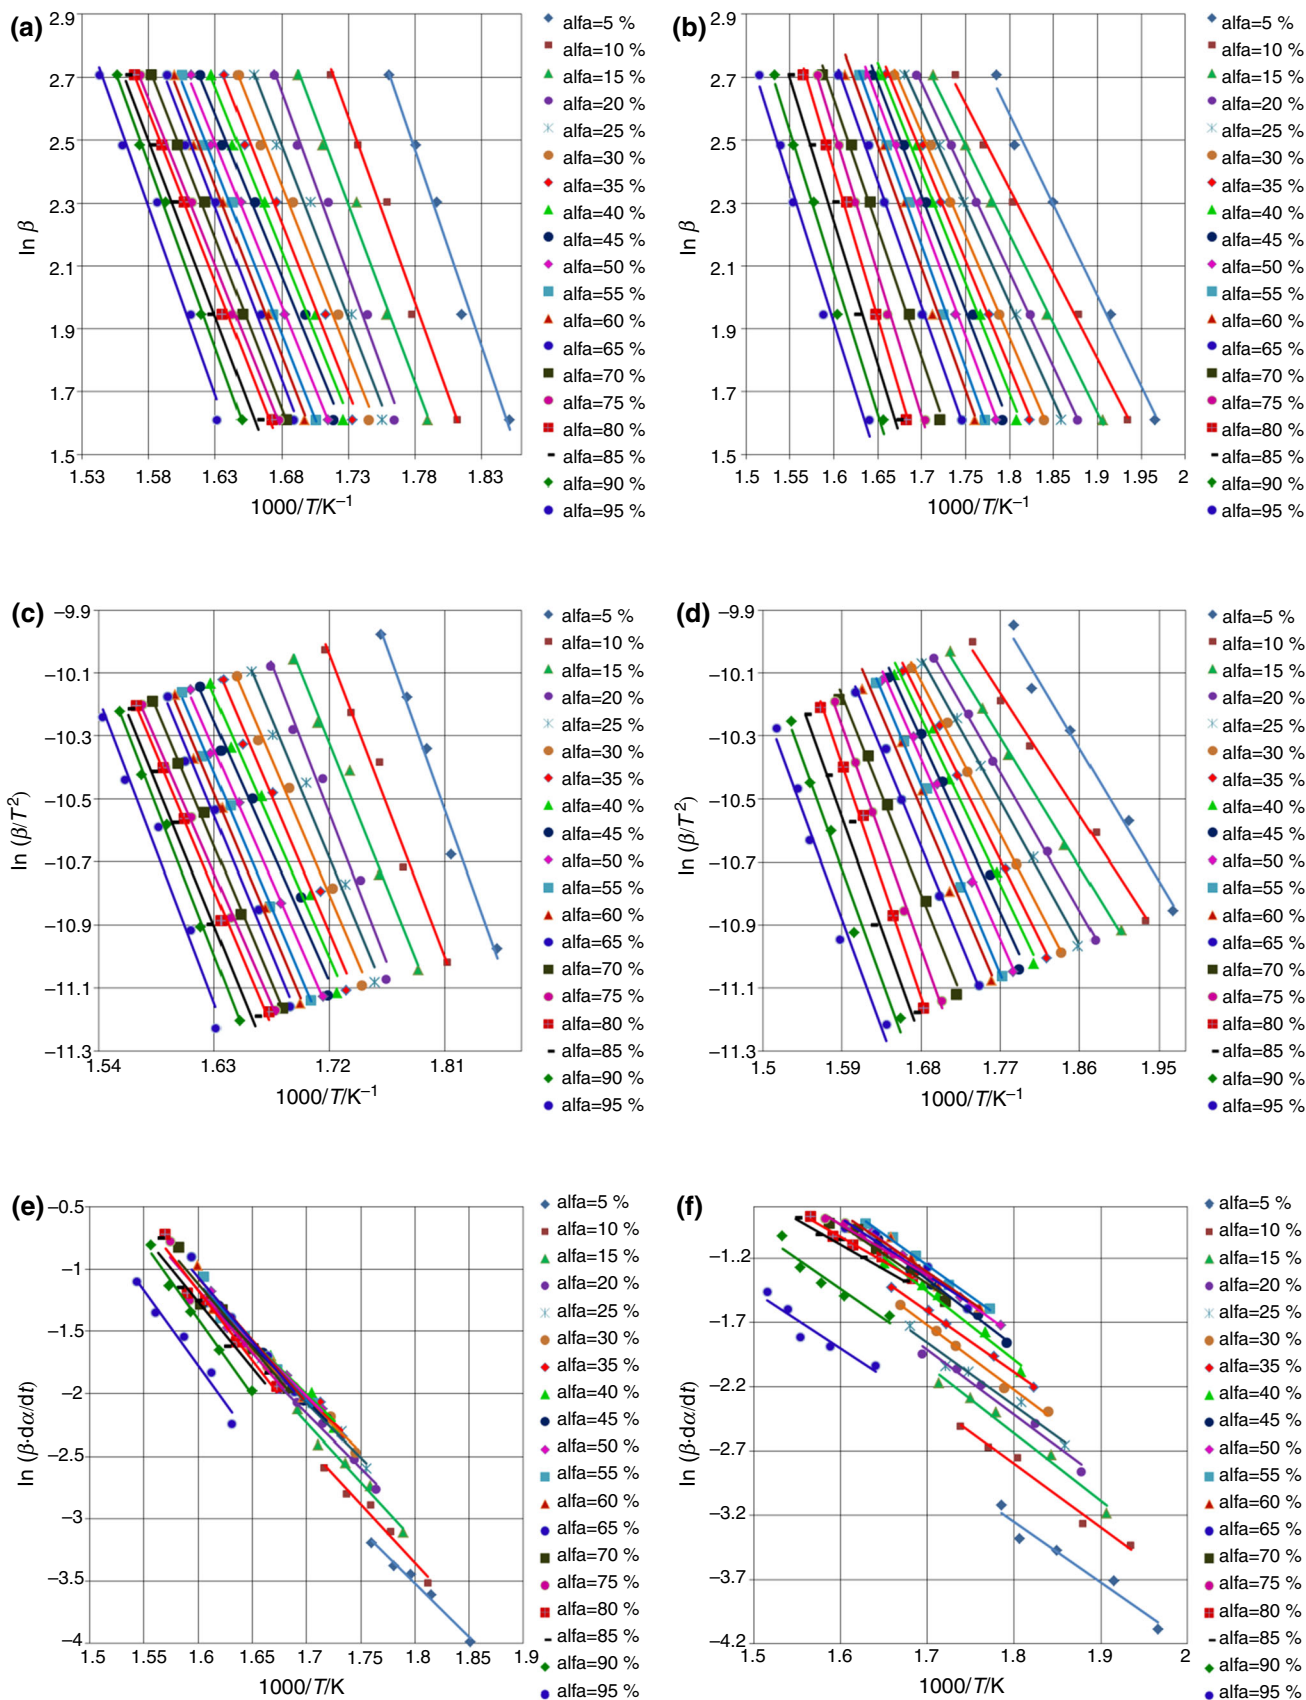 (a)
2.9
2.7
2.5
2.3
2.1
1.9
1.7
1.5
ln β
1.53 1.58 1.63 1.68 1.73 1.78 1.83
1000/T/K–1
alfa=5 %
alfa=10 %
alfa=15 %
alfa=20 %
alfa=25 %
alfa=30 %
alfa=35 %
alfa=40 %
alfa=45 %
alfa=50 %
alfa=55 %
alfa=60 %
alfa=65 %
alfa=70 %
alfa=75 %
alfa=80 %
alfa=85 %
alfa=90 %
alfa=95 %
(b)
2.9
2.7
2.5
2.3
2.1
1.9
1.7
1.5
ln β
1.5 1.55 1.6 1.65 1.7 1.75 1.8 1.85 1.9 1.95 2
1000/T/K–1
alfa=5 %
alfa=10 %
alfa=15 %
alfa=20 %
alfa=25 %
alfa=30 %
alfa=35 %
alfa=40 %
alfa=45 %
alfa=50 %
alfa=55 %
alfa=60 %
alfa=65 %
alfa=70 %
alfa=75 %
alfa=80 %
alfa=85 %
alfa=90 %
alfa=95 %
(c)
–9.9
–10.1
–10.3
–10.5
–10.7
–10.9
–11.1
–11.3
ln (β/T2)
1.54 1.63 1.72 1.81
1000/T/K–1
alfa=5 %
alfa=10 %
alfa=15 %
alfa=20 %
alfa=25 %
alfa=30 %
alfa=35 %
alfa=40 %
alfa=45 %
alfa=50 %
alfa=55 %
alfa=60 %
alfa=65 %
alfa=70 %
alfa=75 %
alfa=80 %
alfa=85 %
alfa=90 %
alfa=95 %
(d)
–9.9
–10.1
–10.3
–10.5
–10.7
–10.9
–11.1
–11.3
ln (β/T2)
1.5 1.59 1.68 1.77 1.86 1.95
1000/T/K–1
alfa=5 %
alfa=10 %
alfa=15 %
alfa=20 %
alfa=25 %
alfa=30 %
alfa=35 %
alfa=40 %
alfa=45 %
alfa=50 %
alfa=55 %
alfa=60 %
alfa=65 %
alfa=70 %
alfa=75 %
alfa=80 %
alfa=85 %
alfa=90 %
alfa=95 %
(e)
–0.5
–1
–1.5
–2
–2.5
–3
–3.5
–4
ln (β·dα/dt)
1.5 1.55 1.6 1.65 1.7 1.75 1.8 1.85 1.9
1000/T/K
alfa=5 %
alfa=10 %
alfa=15 %
alfa=20 %
alfa=25 %
alfa=30 %
alfa=35 %
alfa=40 %
alfa=45 %
alfa=50 %
alfa=55 %
alfa=60 %
alfa=65 %
alfa=70 %
alfa=75 %
alfa=80 %
alfa=85 %
alfa=90 %
alfa=95 %
(f)
–1.2
–1.7
–2.2
–2.7
–3.2
–3.7
–4.2
ln (β·dα/dt)
1.5 1.6 1.7 1.8 1.9 2
1000/T/K
alfa=5 %
alfa=10 %
alfa=15 %
alfa=20 %
alfa=25 %
alfa=30 %
alfa=35 %
alfa=40 %
alfa=45 %
alfa=50 %
alfa=55 %
alfa=60 %
alfa=65 %
alfa=70 %
alfa=75 %
alfa=80 %
alfa=85 %
alfa=90 %
alfa=95 %